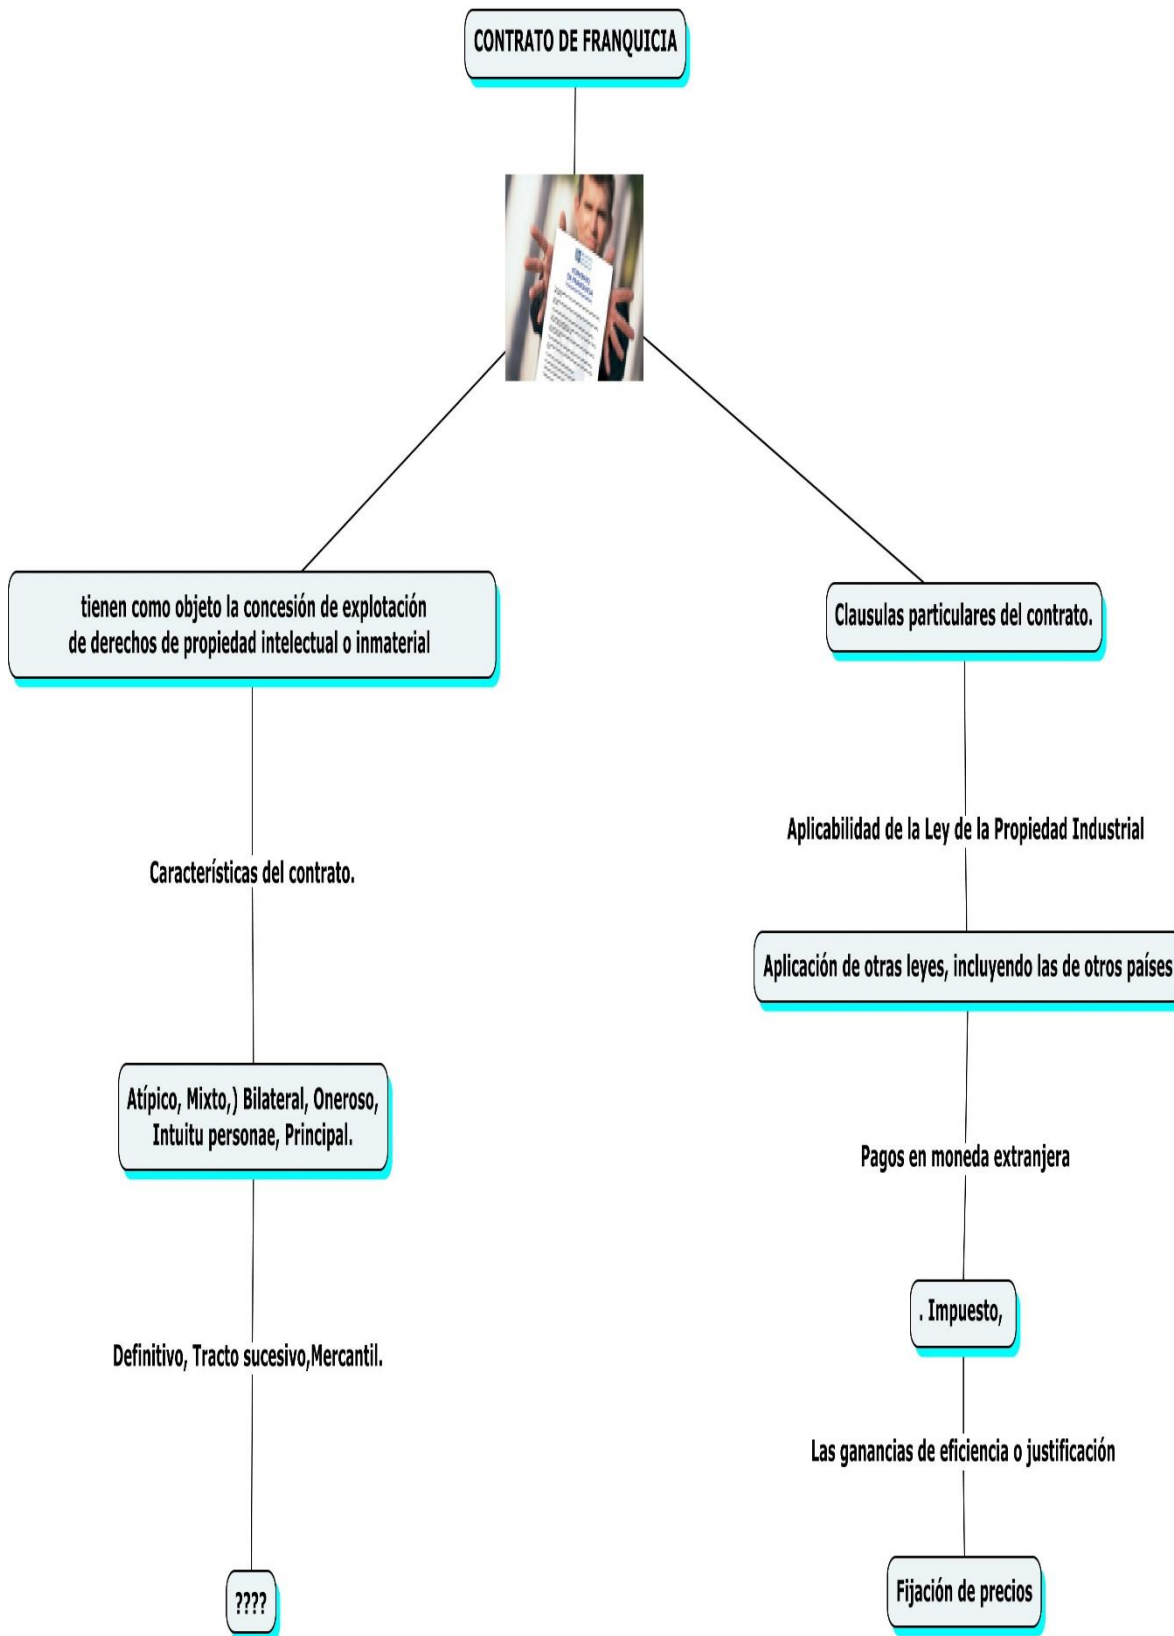 CONTRATO DE FRANQUICIA
tienen como objeto la concesión de explotación
de derechos de propiedad intelectual o inmaterial
Características del contrato.
Atípico, Mixto,) Bilateral, Oneroso,
Intuitu personae, Principal.
Definitivo, Tracto sucesivo,Mercantil.
????
Clausulas particulares del contrato.
Aplicabilidad de la Ley de la Propiedad Industrial
Aplicación de otras leyes, incluyendo las de otros países
Pagos en moneda extranjera
. Impuesto,
Las ganancias de eficiencia o justificación
Fijación de precios